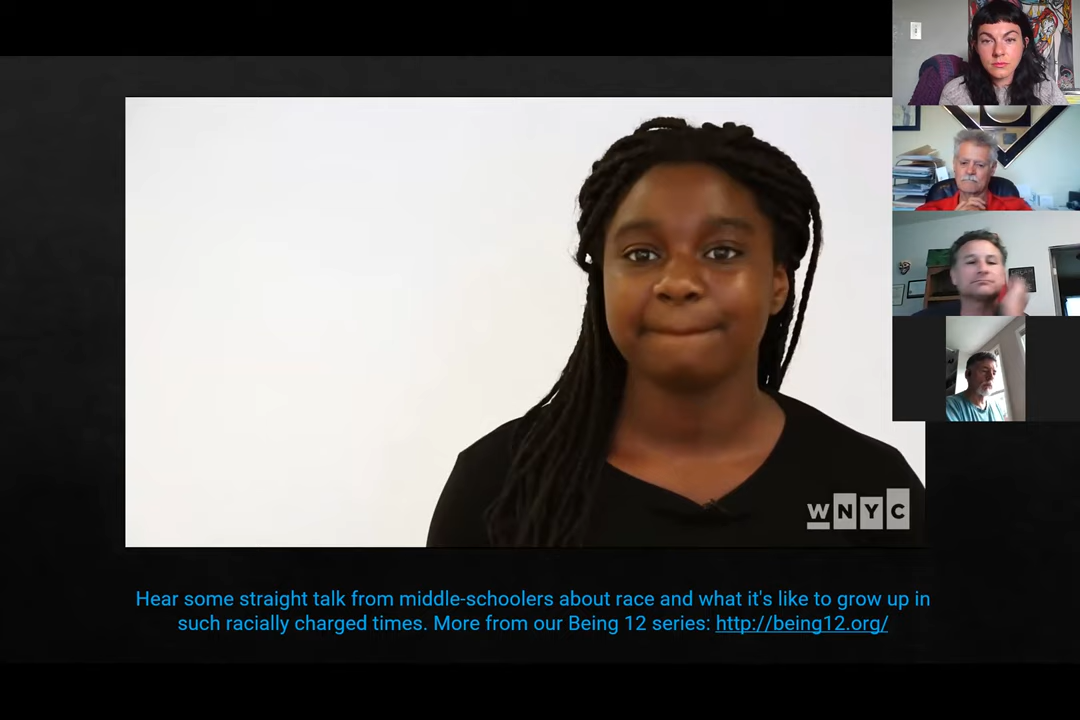 WNYC
Hear some straight talk from middle-schoolers about race and what it's like to grow up in
such racially charged times. More from our Being 12 series: http://being12.org/